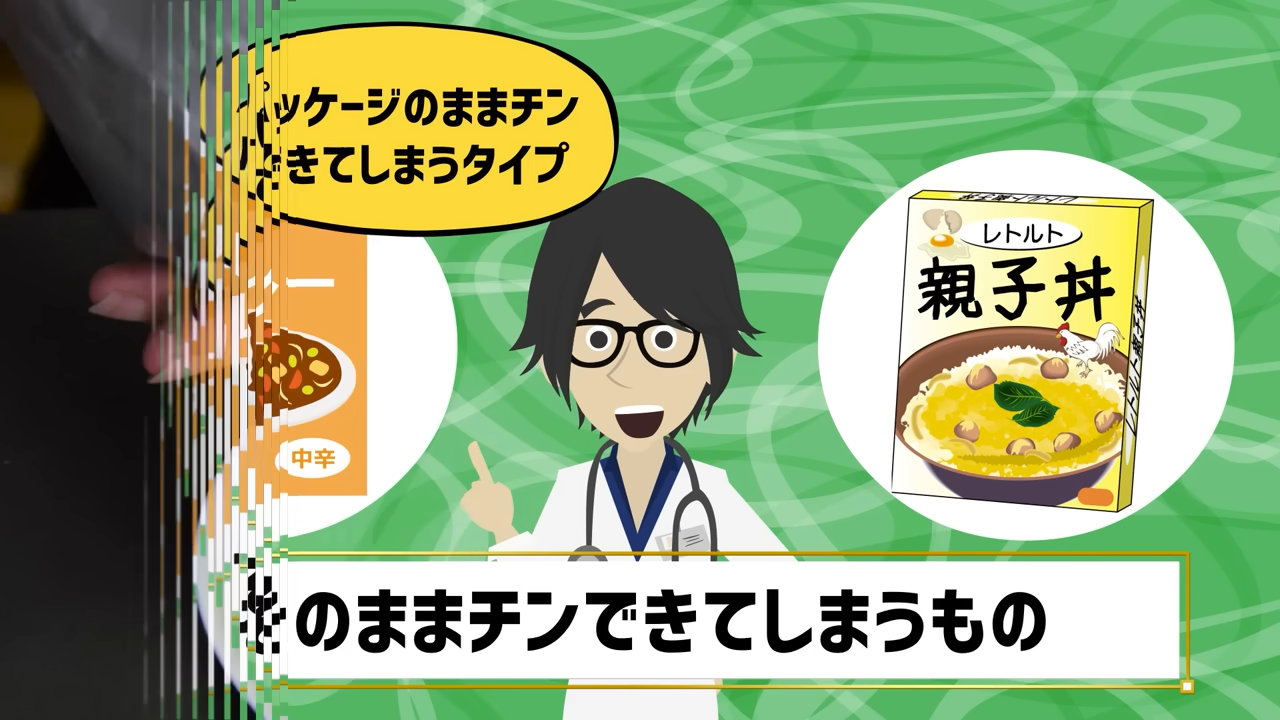 ッケージのままチン
できてしまうタイプ
レトルト
親子丼
レトルト親子丼
中辛
のままチンできてしまうもの